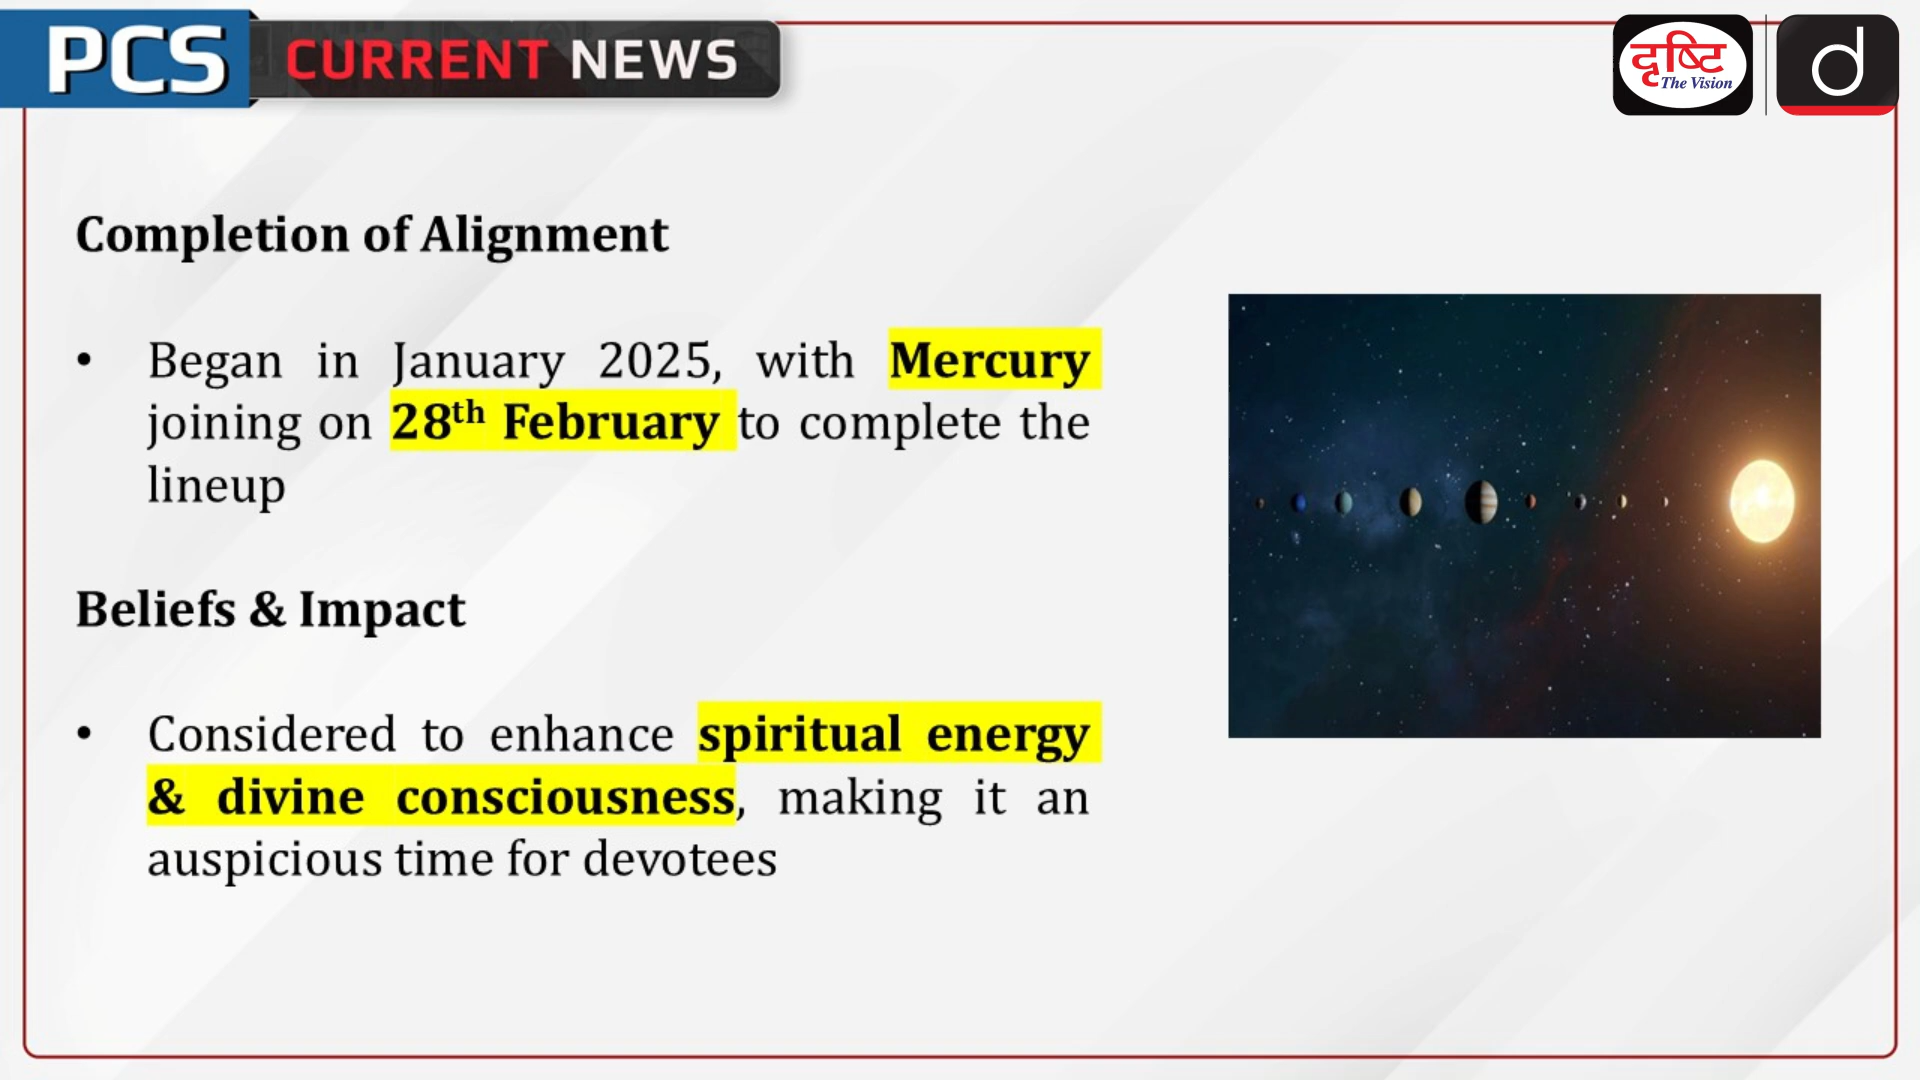 PCS CURRENT NEWS
दृष्टि
The Vision
d
Completion of Alignment
• Began in January 2025, with Mercury
joining on 28th February to complete the
lineup
Beliefs & Impact
• Considered to enhance spiritual energy
& divine consciousness, making it an
auspicious time for devotees